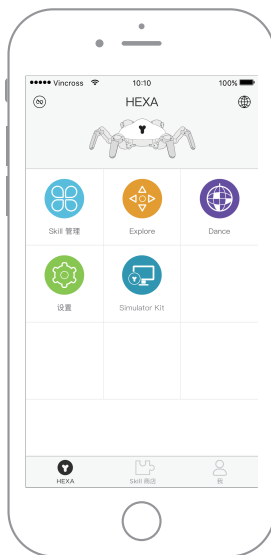 Vincross 10:10 100%
HEXA
Skill 管理 Explore Dance
设置 Simulator Kit
HEXA Skill 商店 我